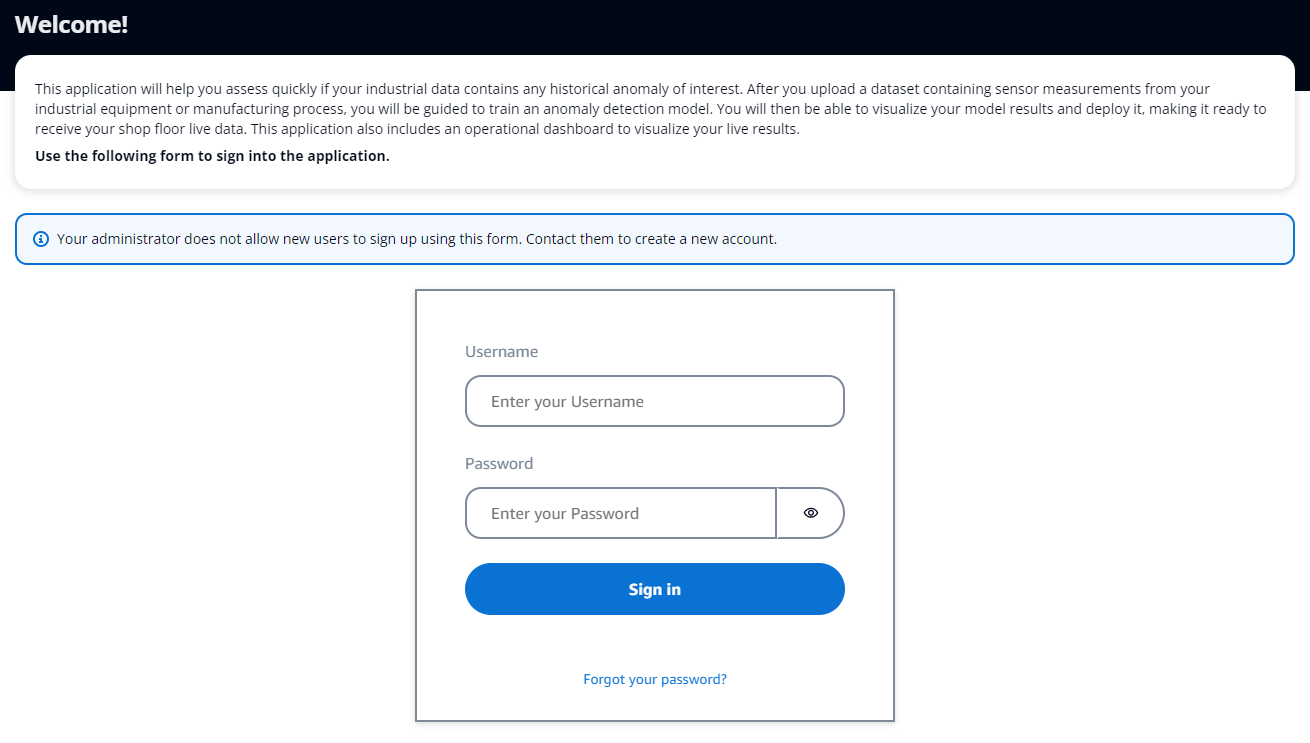 Welcome!
This application will help you assess quickly if your industrial data contains any historical anomaly of interest. After you upload a dataset containing sensor measurements from your
industrial equipment or manufacturing process, you will be guided to train an anomaly detection model. You will then be able to visualize your model results and deploy it, making it ready to
receive your shop floor live data. This application also includes an operational dashboard to visualize your live results.
Use the following form to sign into the application.
Your administrator does not allow new users to sign up using this form. Contact them to create a new account.
Username
Enter your Username
Password
Enter your Password
Sign in
Forgot your password?